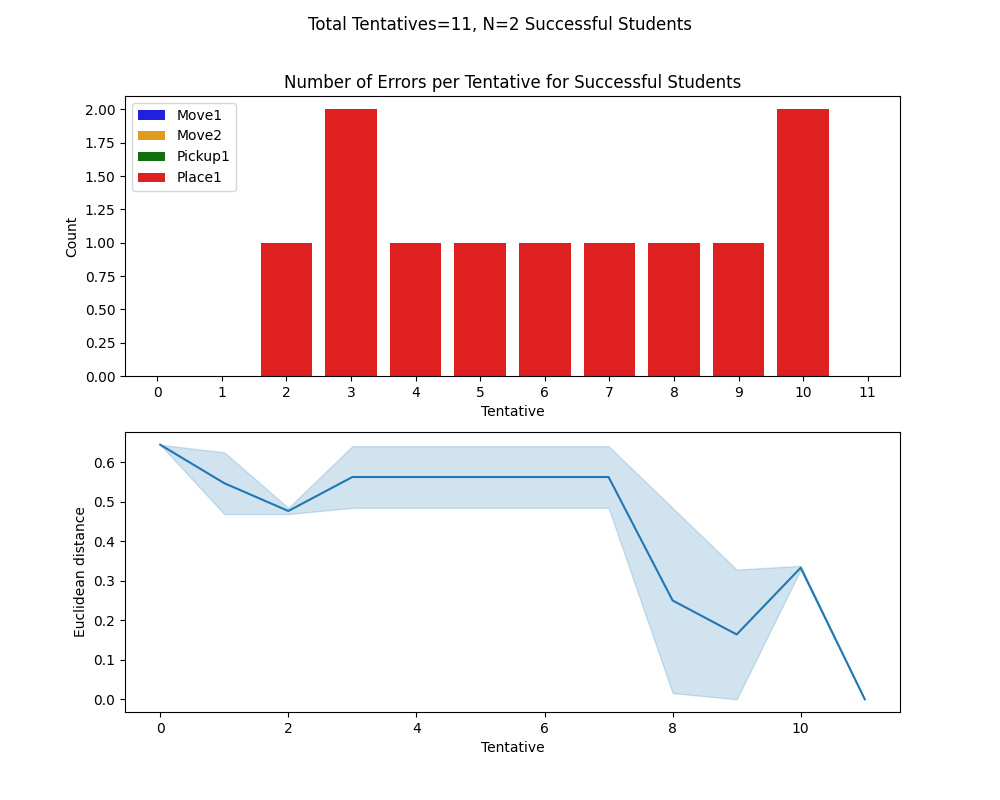 Total Tentatives=11, N=2 Successful Students
Number of Errors per Tentative for Successful Students
Move1
Move2
Pickup1
Place1
Count
2.00
1.75
1.50
1.25
1.00
0.75
0.50
0.25
0.00
0 1 2 3 4 5 6 7 8 9 10 11
Tentative
Euclidean distance
0.6
0.5
0.4
0.3
0.2
0.1
0.0
0 2 4 6 8 10
Tentative